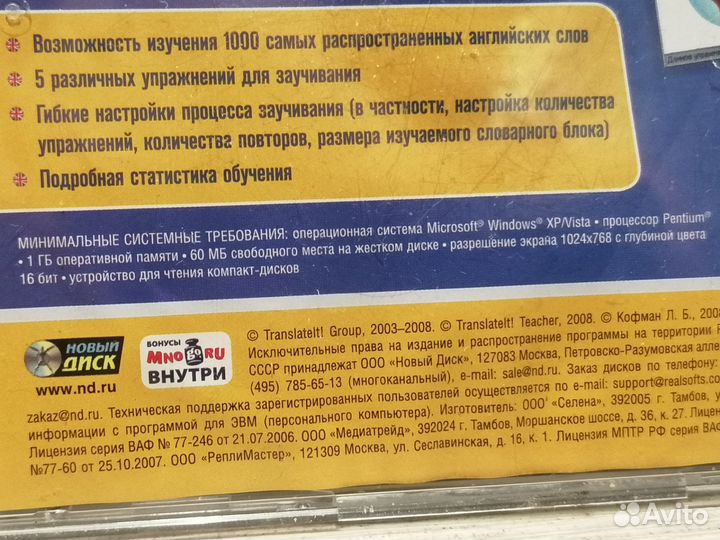 Возможность изучения 1000 самых распространенных английских слов
5 различных упражнений для заучивания
Гибкие настройки процесса заучивания (в частности, настройка количества
упражнений, количества повторов, размера изучаемого словарного блока)
Подробная статистика обучения
МИНИМАЛЬНЫЕ СИСТЕМНЫЕ ТРЕБОВАНИЯ: операционная система Microsoft® Windows® XP/Vista • процессор Pentium®
• 1 ГБ оперативной памяти • 60 МБ свободного места на жестком диске • разрешение экрана 1024x768 с глубиной цвета
16 бит • устройство для чтения компакт-дисков
НОВЫЙ
ДИСК
www.nd.ru
БОНУСЫ
MNOGO.RU
ВНУТРИ
© TranslateIt! Group, 2003–2008. © TranslateIt! Teacher, 2008. © Кофман Л. Б., 2008
Исключительные права на издание и распространение программы на территории
СССР принадлежат ООО «Новый Диск», 127083 Москва, Петровско-Разумовская алле
(495) 785-65-13 (многоканальный), e-mail: sale@nd.ru. Заказ дисков по телефону:
zakaz@nd.ru. Техническая поддержка зарегистрированных пользователей осуществляется по e-mail: support@realsofts.co
информации с программой для ЭВМ (персонального компьютера). Изготовитель: ООО «Селена», 392005 г. Тамбов, у
Лицензия серия ВАФ № 77-246 от 21.07.2006. ООО «Медиатрейд», 392024 г. Тамбов, Моршанское шоссе, д. 36, к. 27. Лиценз
№77-60 от 25.10.2007. ООО «РеплиМастер», 121309 Москва, ул. Сеславинская, д. 16, к. 1. Лицензия МПТР РФ серия ВАФ
Avito